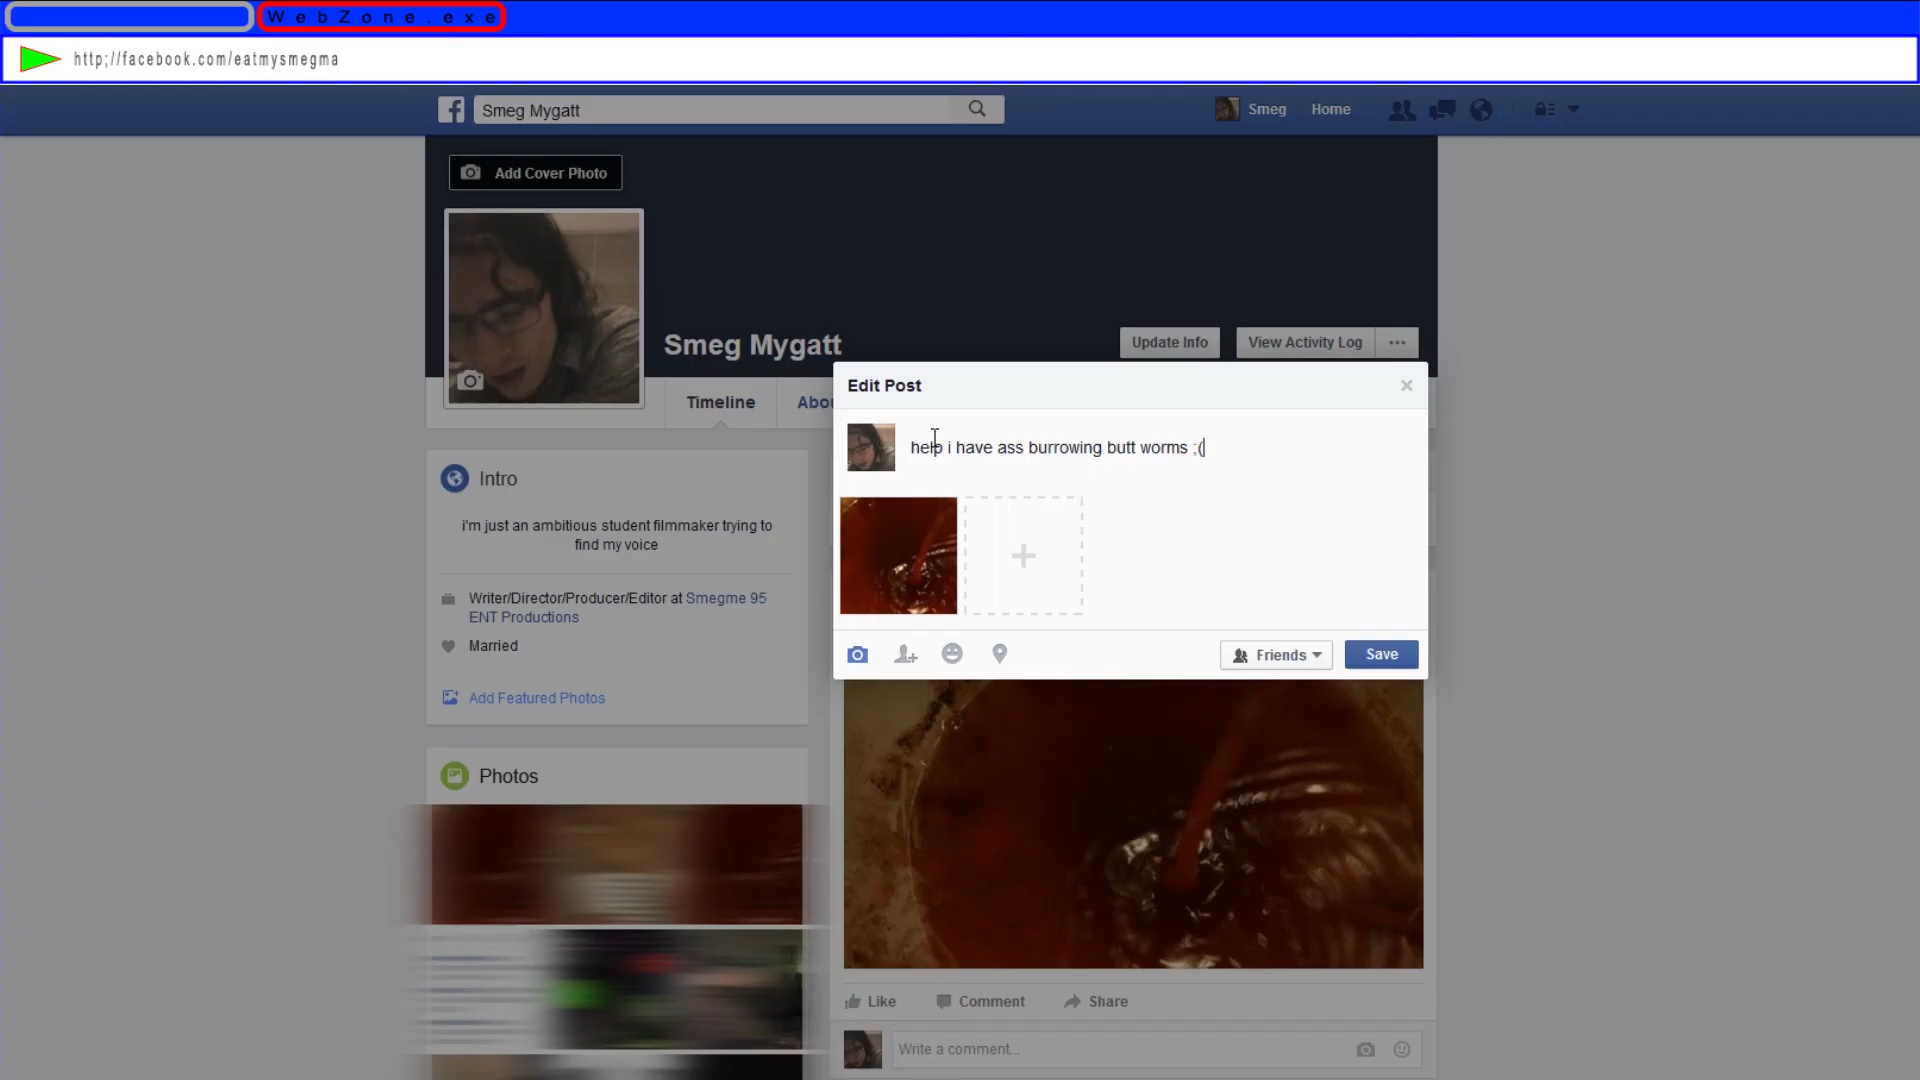 WebZone.exe
http;//facebook.com/eatmysmegma
Smeg Mygatt
Smeg
Home
Add Cover Photo
Smeg Mygatt
Update Info
View Activity Log
Timeline
Abou
Edit Post
help i have ass burrowing butt worms ;(
Intro
i'm just an ambitious student filmmaker trying to
find my voice
Writer/Director/Producer/Editor at Smegme 95
ENT Productions
Married
Add Featured Photos
Friends
Save
Photos
Like
Comment
Share
Write a comment...